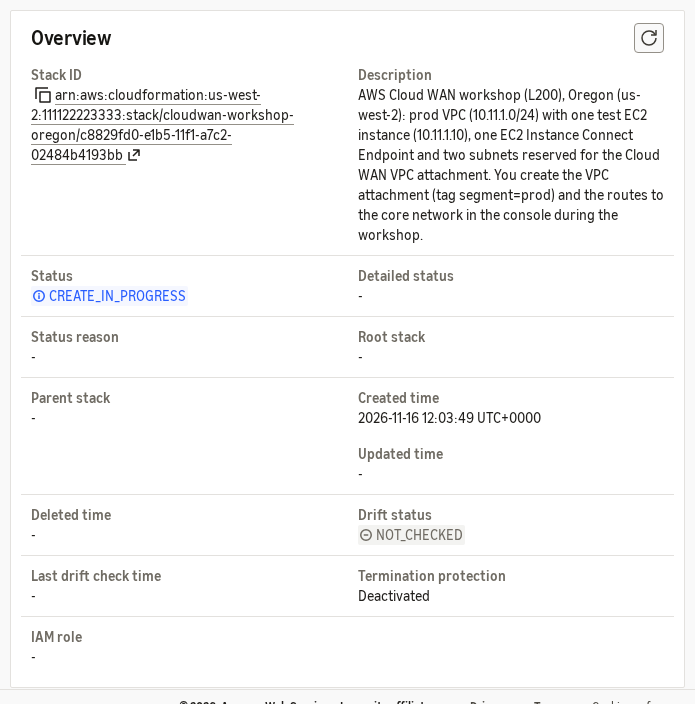 Overview
Stack ID
arn:aws:cloudformation:us-west-
2:111122223333:stack/cloudwan-workshop-
oregon/c8829fd0-e1b5-11f1-a7c2-
02484b4193bb
Description
AWS Cloud WAN workshop (L200), Oregon (us-
west-2): prod VPC (10.11.1.0/24) with one test EC2
instance (10.11.1.10), one EC2 Instance Connect
Endpoint and two subnets reserved for the Cloud
WAN VPC attachment. You create the VPC
attachment (tag segment=prod) and the routes to
the core network in the console during the
workshop.
Status
CREATE_IN_PROGRESS
Detailed status
-
Status reason
-
Root stack
-
Parent stack
-
Created time
2026-11-16 12:03:49 UTC+0000
Updated time
-
Deleted time
-
Drift status
NOT_CHECKED
Last drift check time
-
Termination protection
Deactivated
IAM role
-